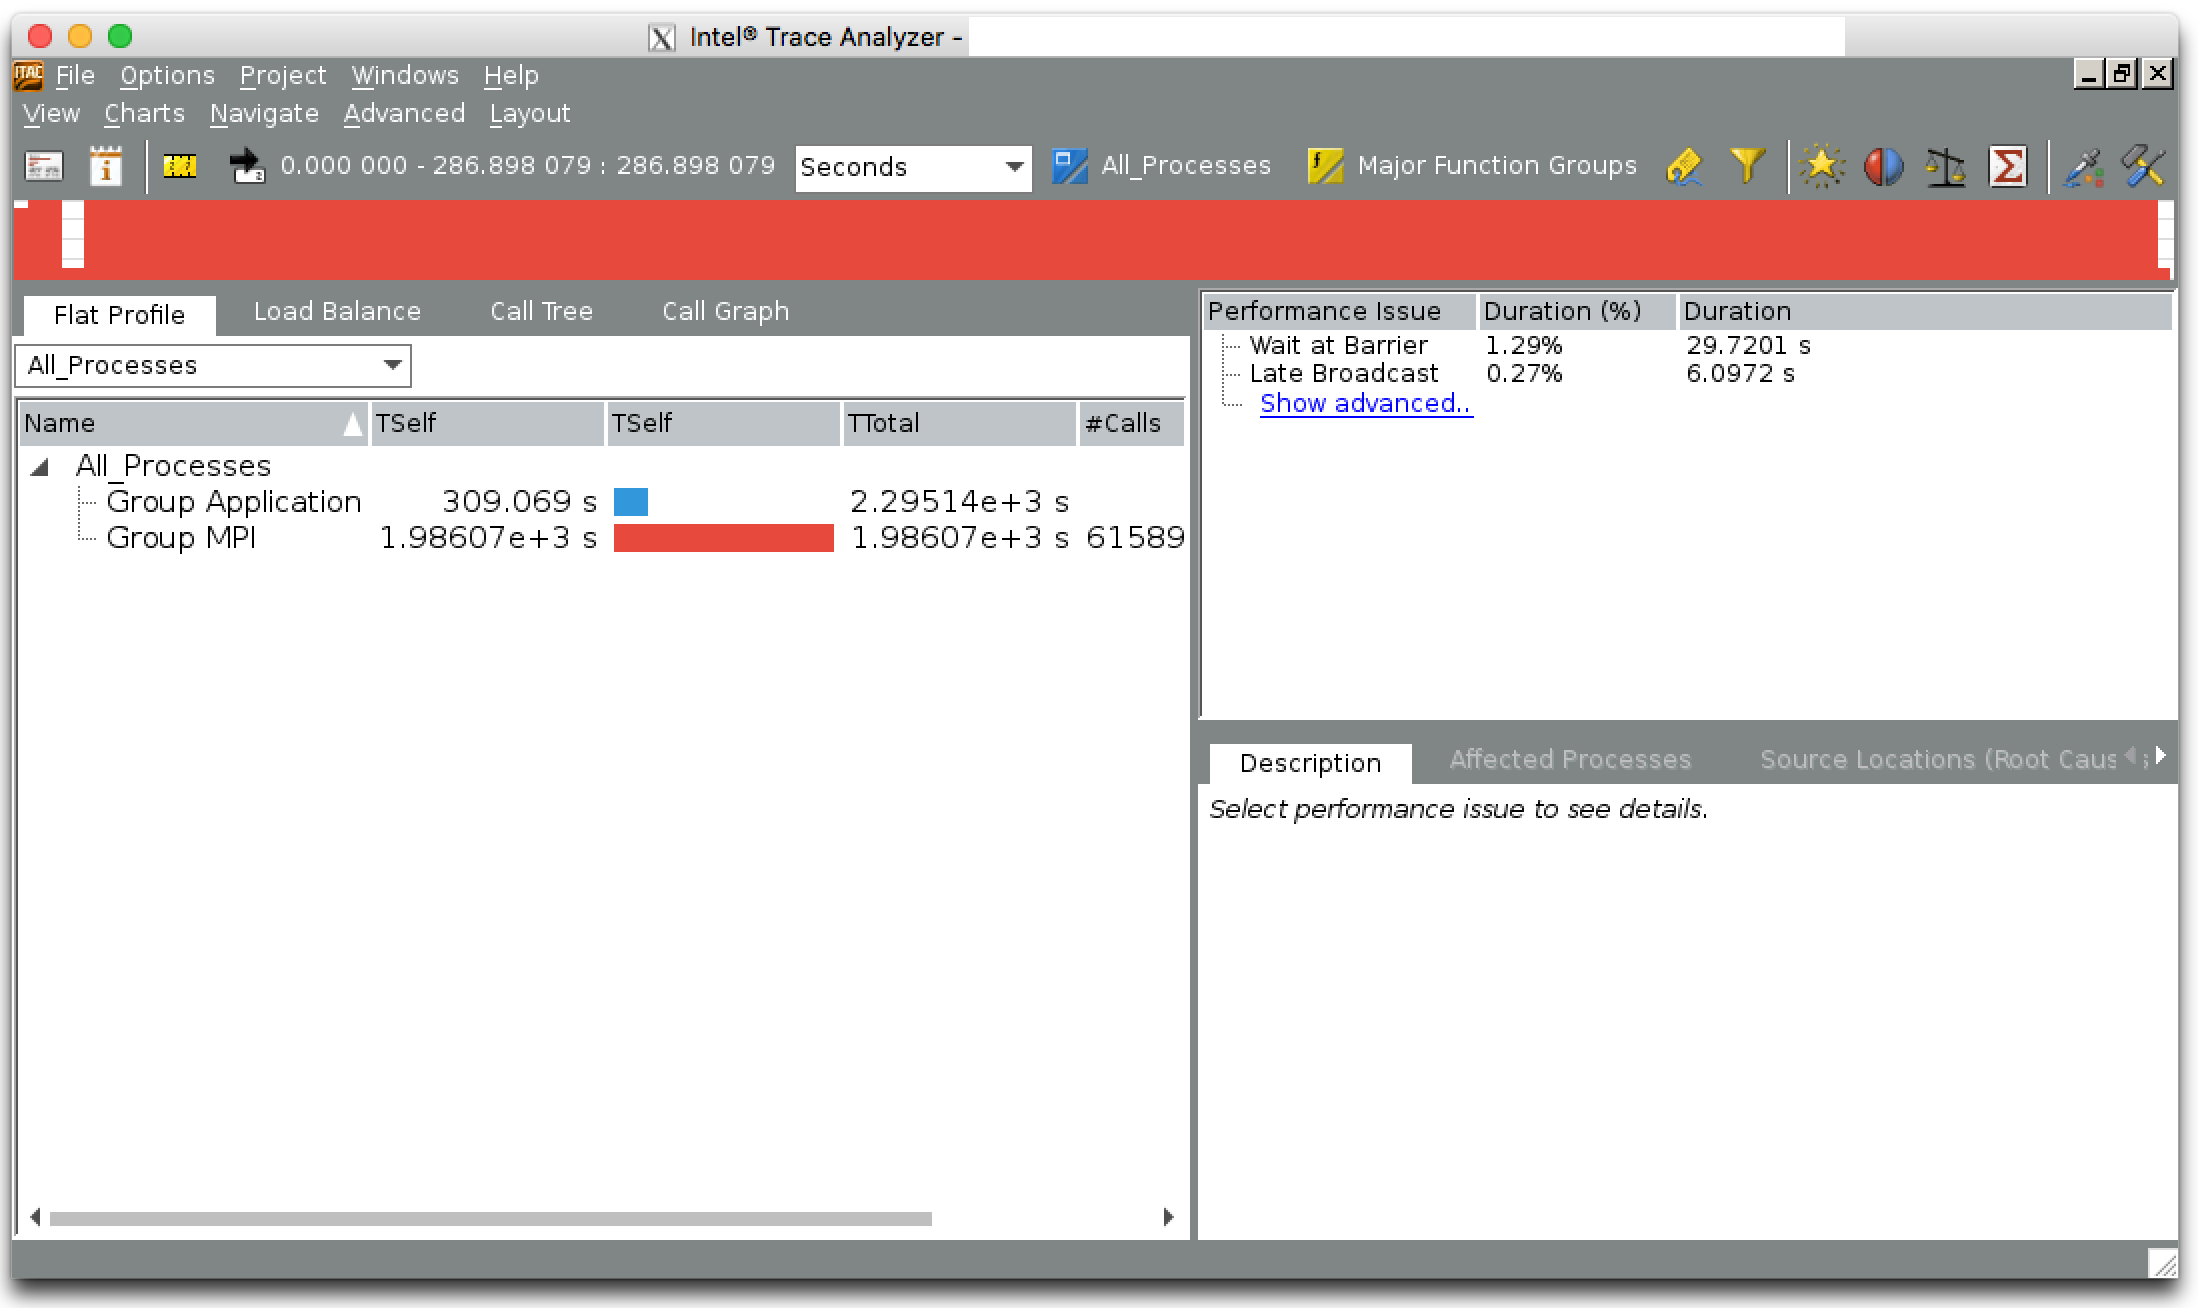 Intel® Trace Analyzer -
ITAC File Options Project Windows Help
View Charts Navigate Advanced Layout
0.000 000 - 286.898 079 : 286.898 079 Seconds All_Processes Major Function Groups
Flat Profile Load Balance Call Tree Call Graph
All_Processes
Name TSelf TSelf TTotal #Calls
All_Processes
Group Application 309.069 s 2.29514e+3 s
Group MPI 1.98607e+3 s 1.98607e+3 s 61589
Performance Issue Duration (%) Duration
Wait at Barrier 1.29% 29.7201 s
Late Broadcast 0.27% 6.0972 s
Show advanced..
Description Affected Processes Source Locations (Root Caus
Select performance issue to see details.